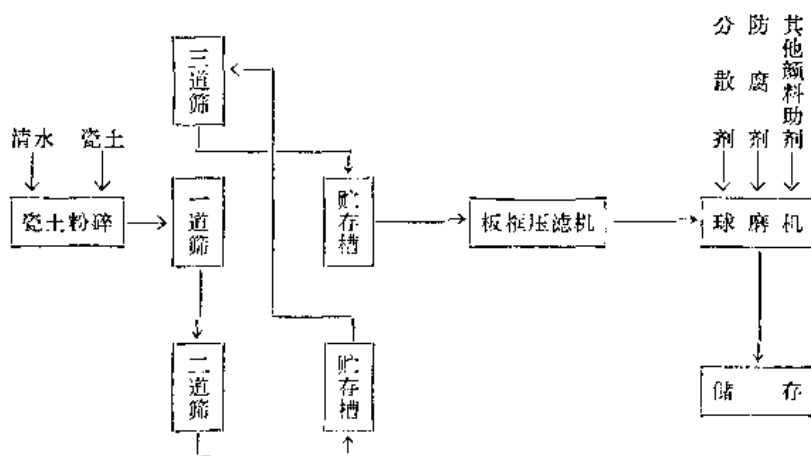 清水
瓷土
瓷土粉碎
一道筛
二道筛
贮存槽
三道筛
贮存槽
板框压滤机
分散剂
防腐剂
其他颜料助剂
球磨机
储存